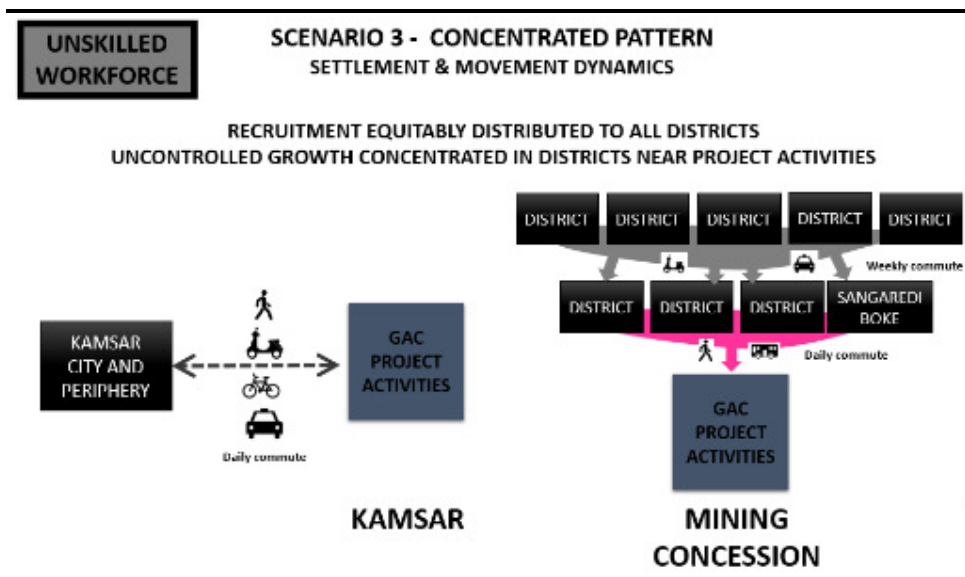 UNSKILLED
WORKFORCE
SCENARIO 3 - CONCENTRATED PATTERN
SETTLEMENT & MOVEMENT DYNAMICS
RECRUITMENT EQUITABLY DISTRIBUTED TO ALL DISTRICTS
UNCONTROLLED GROWTH CONCENTRATED IN DISTRICTS NEAR PROJECT ACTIVITIES
DISTRICT DISTRICT DISTRICT DISTRICT DISTRICT
Weekly commute
DISTRICT DISTRICT DISTRICT SANGAREDI
BOKE
Daily commute
KAMSAR
CITY AND
PERIPHERY
GAC
PROJECT
ACTIVITIES
Daily commute
GAC
PROJECT
ACTIVITIES
KAMSAR
MINING
CONCESSION